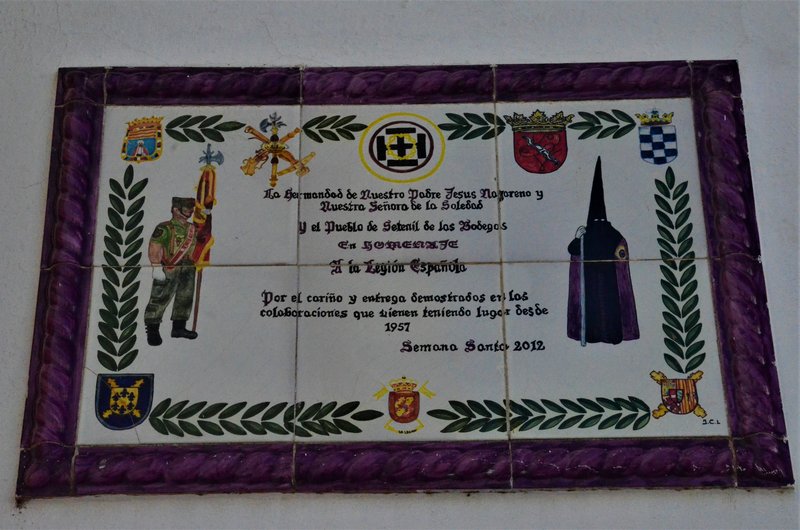 La Hermandad de Nuestro Padre Jesus Nazareno y
Nuestra Señora de la Soledad
Y el Pueblo de Setenil de las Bodegas
En HOMENAJE
A la Legión Española
Por el cariño y entrega demostrados en las
colaboraciones que vienen teniendo lugar desde
1957
Semana Santa 2012
J.C.L